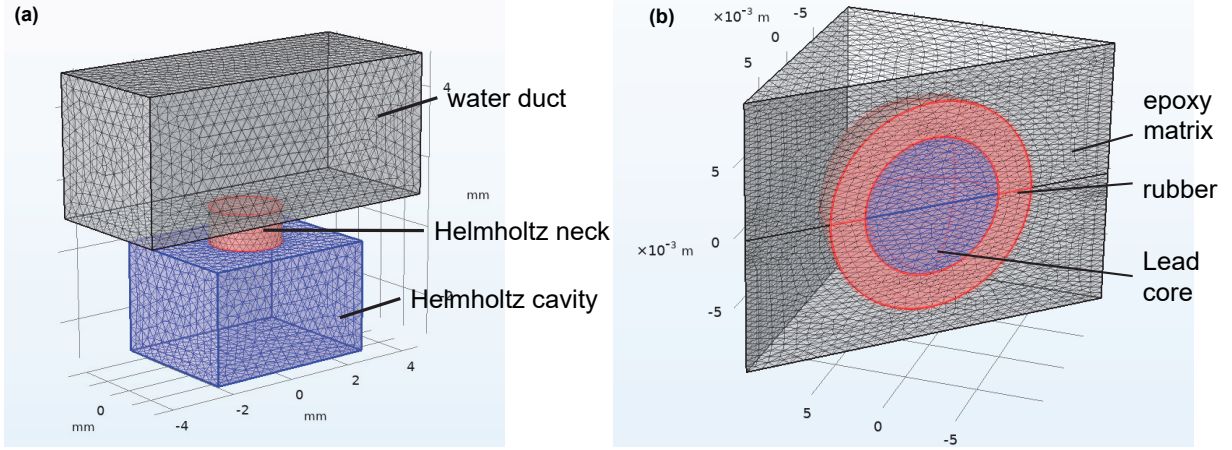 (a)
water duct
4
mm
Helmholtz neck
Helmholtz cavity
4
2
0
-2
mm
0
-4
mm
(b)
×10⁻³ m
-5
0
5
epoxy
matrix
5
rubber
0
×10⁻³ m
Lead
core
-5
5
0
-5